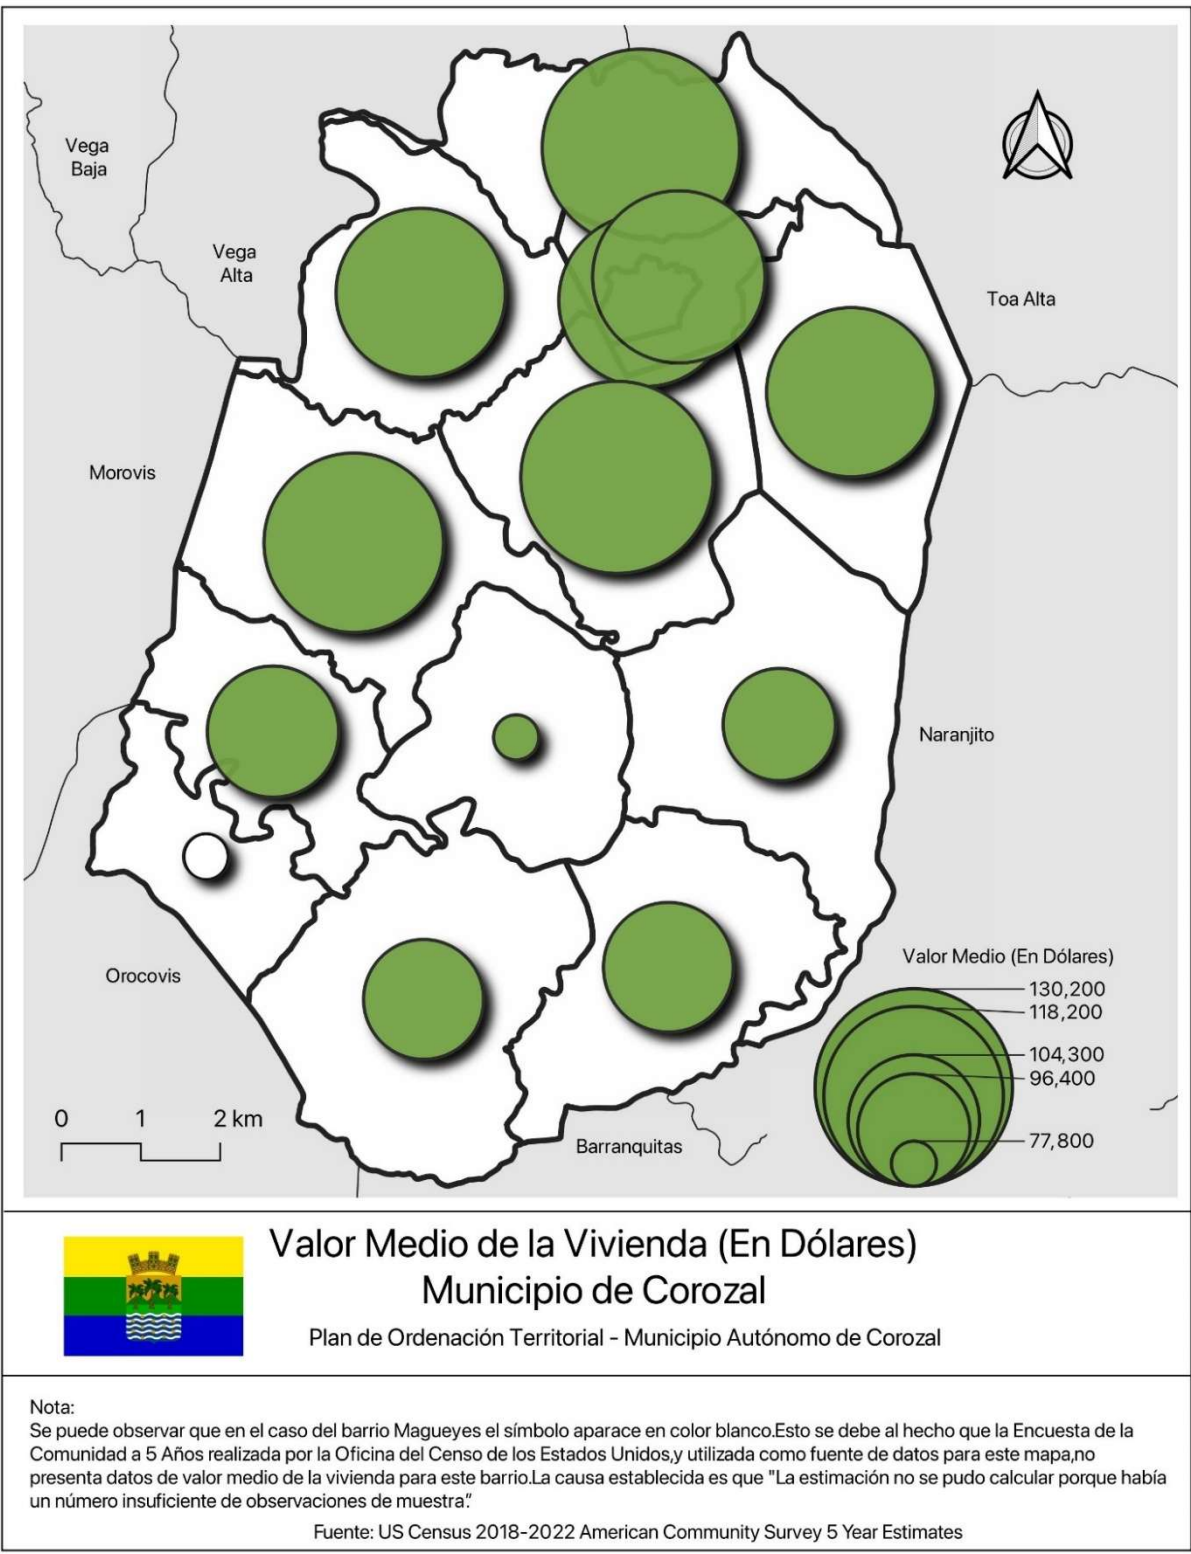 Vega
Baja
Vega
Alta
Toa Alta
Morovis
Naranjito
Orocovis
Valor Medio (En Dólares)
130,200
118,200
104,300
96,400
77,800
0 1 2 km
Barranquitas
Valor Medio de la Vivienda (En Dólares)
Municipio de Corozal
Plan de Ordenación Territorial - Municipio Autónomo de Corozal
Nota:
Se puede observar que en el caso del barrio Magueyes el símbolo aparace en color blanco.Esto se debe al hecho que la Encuesta de la
Comunidad a 5 Años realizada por la Oficina del Censo de los Estados Unidos,y utilizada como fuente de datos para este mapa,no
presenta datos de valor medio de la vivienda para este barrio.La causa establecida es que "La estimación no se pudo calcular porque había
un número insuficiente de observaciones de muestra".
Fuente: US Census 2018-2022 American Community Survey 5 Year Estimates